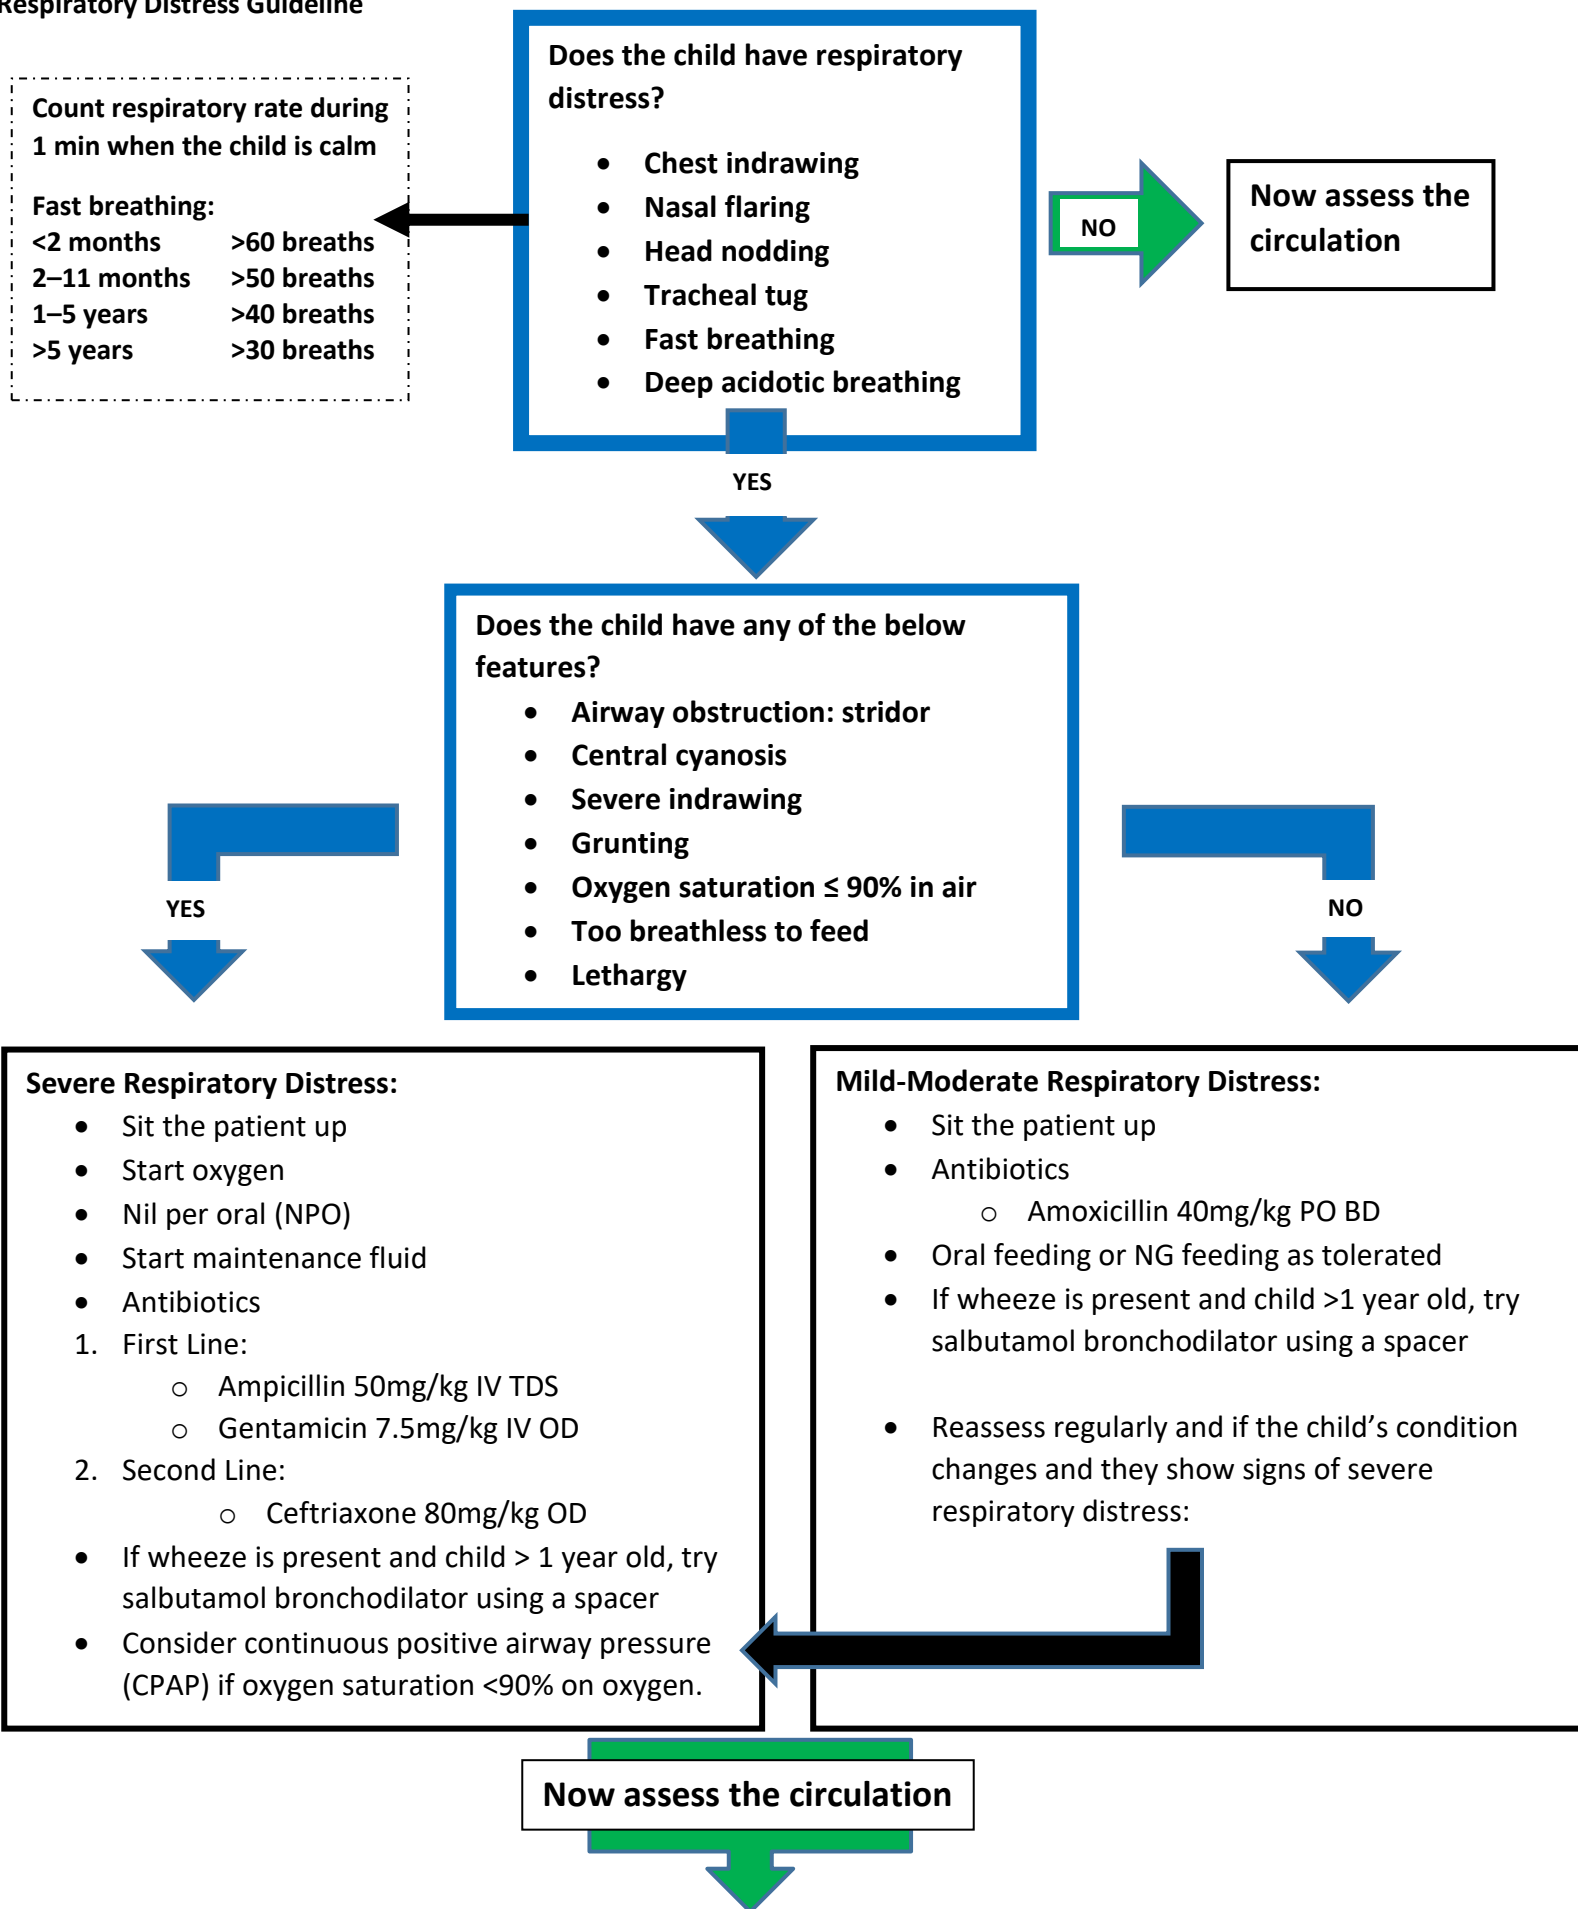 Respiratory Distress Guideline
Does the child have respiratory
distress?
• Chest indrawing
• Nasal flaring
• Head nodding
• Tracheal tug
• Fast breathing
• Deep acidotic breathing
Count respiratory rate during
1 min when the child is calm
Fast breathing:
<2 months >60 breaths
2–11 months >50 breaths
1–5 years >40 breaths
>5 years >30 breaths
NO
Now assess the
circulation
YES
Does the child have any of the below
features?
• Airway obstruction: stridor
• Central cyanosis
• Severe indrawing
• Grunting
• Oxygen saturation ≤ 90% in air
• Too breathless to feed
• Lethargy
YES
NO
Severe Respiratory Distress:
• Sit the patient up
• Start oxygen
• Nil per oral (NPO)
• Start maintenance fluid
• Antibiotics
1. First Line:
o Ampicillin 50mg/kg IV TDS
o Gentamicin 7.5mg/kg IV OD
2. Second Line:
o Ceftriaxone 80mg/kg OD
• If wheeze is present and child > 1 year old, try
salbutamol bronchodilator using a spacer
• Consider continuous positive airway pressure
(CPAP) if oxygen saturation <90% on oxygen.
Mild-Moderate Respiratory Distress:
• Sit the patient up
• Antibiotics
o Amoxicillin 40mg/kg PO BD
• Oral feeding or NG feeding as tolerated
• If wheeze is present and child >1 year old, try
salbutamol bronchodilator using a spacer
• Reassess regularly and if the child’s condition
changes and they show signs of severe
respiratory distress:
Now assess the circulation